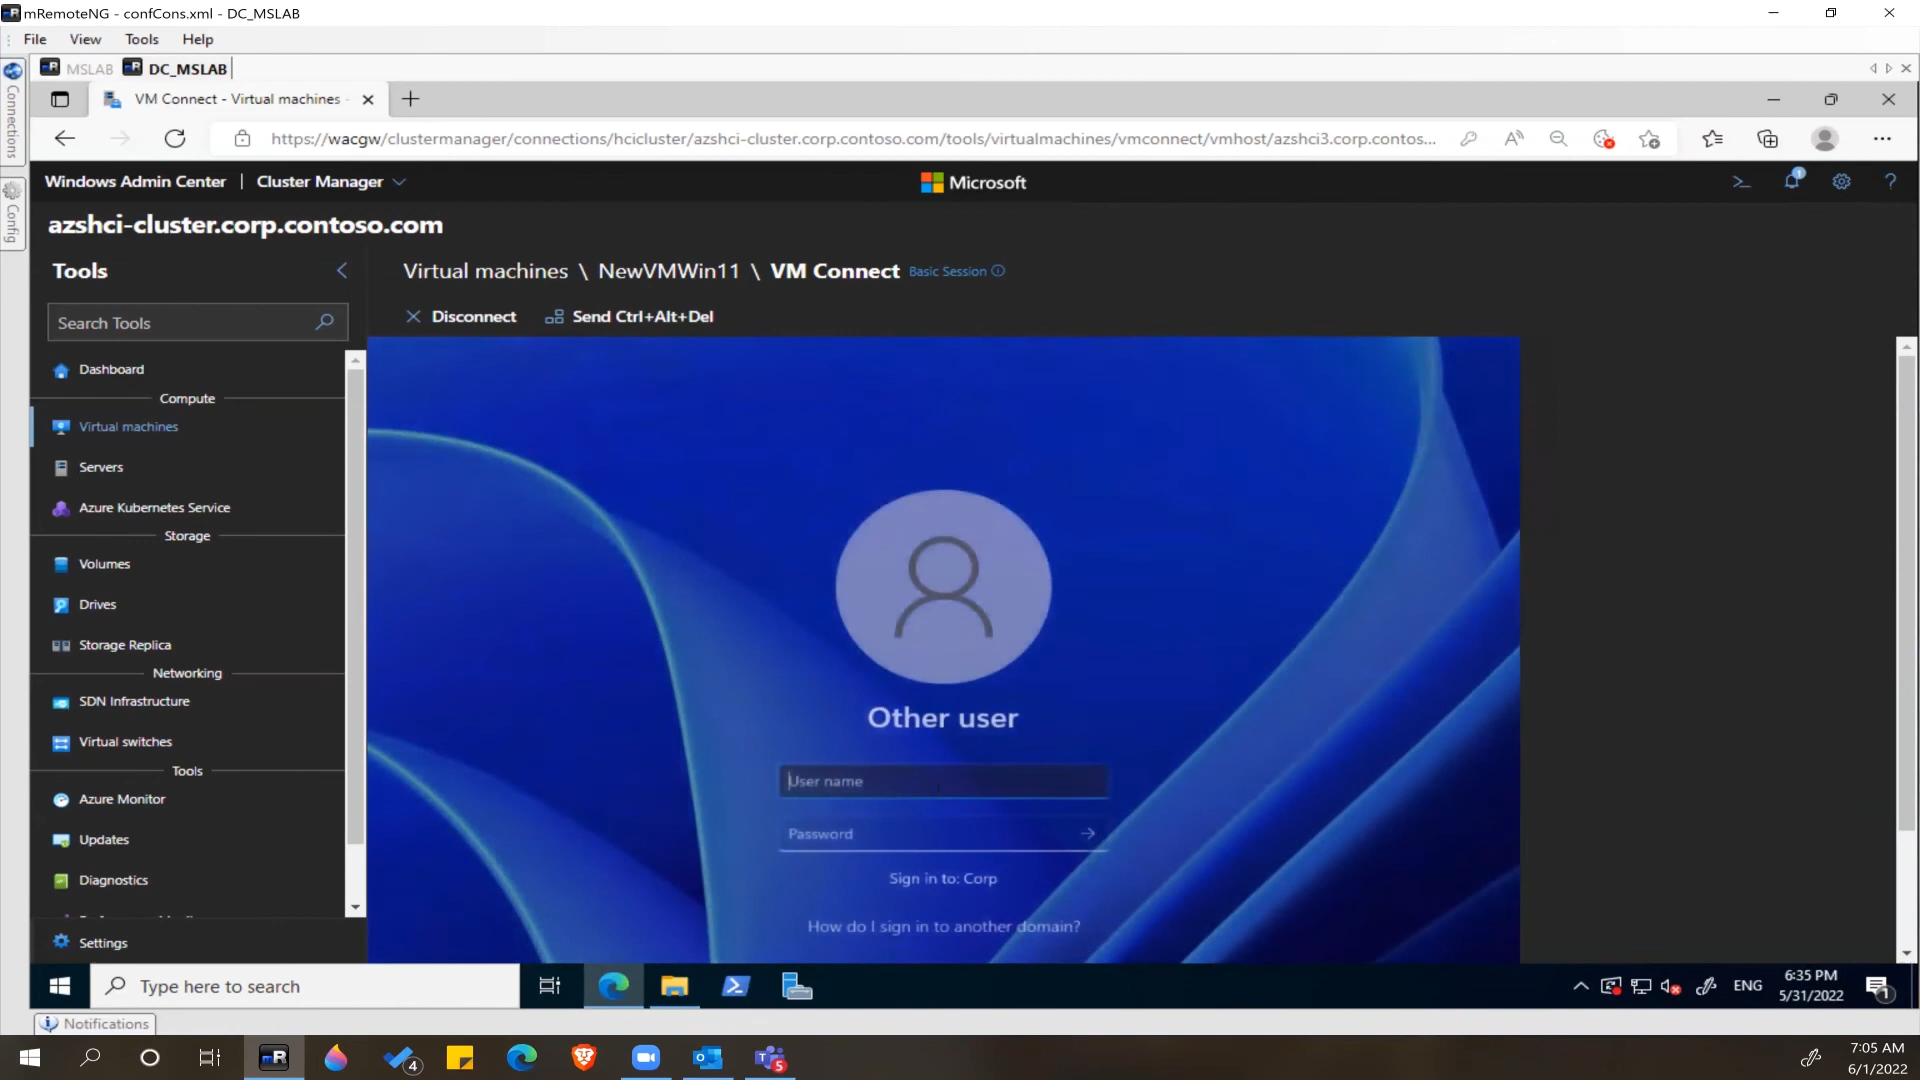 mRemoteNG - confCons.xml - DC_MSLAB
File View Tools Help
MSLAB DC_MSLAB
Connections
Config
VM Connect - Virtual machines -
https://wacgw/clustermanager/connections/hcicluster/azshci-cluster.corp.contoso.com/tools/virtualmachines/vmconnect/vmhost/azshci3.corp.contos...
Windows Admin Center | Cluster Manager
Microsoft
azshci-cluster.corp.contoso.com
Tools
Search Tools
Dashboard
Compute
Virtual machines
Servers
Azure Kubernetes Service
Storage
Volumes
Drives
Storage Replica
Networking
SDN Infrastructure
Virtual switches
Tools
Azure Monitor
Updates
Diagnostics
Settings
Virtual machines \ NewVMWin11 \ VM Connect Basic Session
Disconnect Send Ctrl+Alt+Del
Other user
User name
Password
Sign in to: Corp
How do I sign in to another domain?
Type here to search
ENG
6:35 PM
5/31/2022
1
Notifications
4
5
7:05 AM
6/1/2022